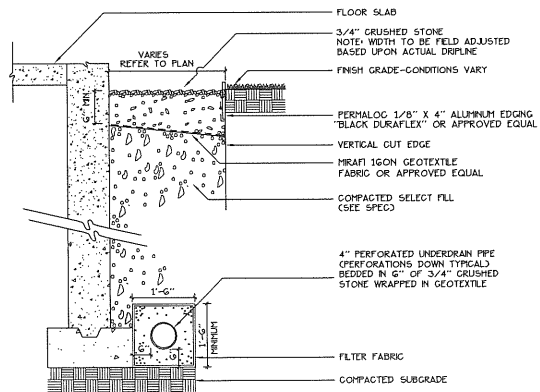 FLOOR SLAB
3/4" CRUSHED STONE
NOTE: WIDTH TO BE FIELD ADJUSTED
BASED UPON ACTUAL DRIPLINE
VARIES
REFER TO PLAN
FINISH GRADE-CONDITIONS VARY
6" MIN.
PERMALOC 1/8" X 4" ALUMINUM EDGING
"BLACK DURAFLEX" OR APPROVED EQUAL
VERTICAL CUT EDGE
MIRAFI 160N GEOTEXTILE
FABRIC OR APPROVED EQUAL
COMPACTED SELECT FILL
(SEE SPEC)
4" PERFORATED UNDERDRAIN PIPE
(PERFORATIONS DOWN TYPICAL)
BEDDED IN 6" OF 3/4" CRUSHED
STONE WRAPPED IN GEOTEXTILE
1'-6"
1'-6"
MINIMUM
6"
6"
FILTER FABRIC
COMPACTED SUBGRADE